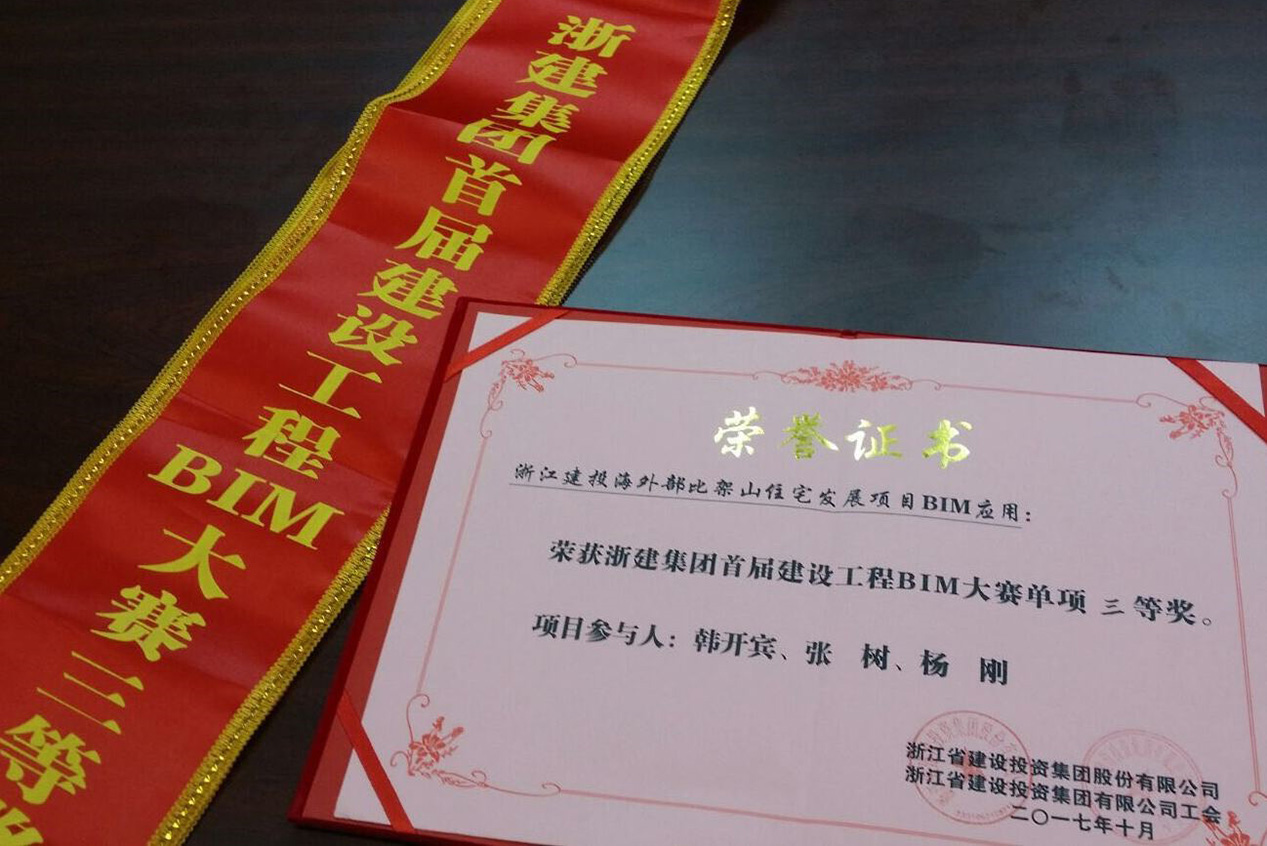 浙建集团首届建设工程BIM大赛三等
荣誉证书
浙江建投海外部比架山住宅发展项目BIM应用：
荣获浙建集团首届建设工程BIM大赛单项 三 等奖。
项目参与人：韩开宾、张 树、杨 刚
浙江省建设投资集团股份有限公司
浙江省建设投资集团有限公司工会
二〇一七年十月